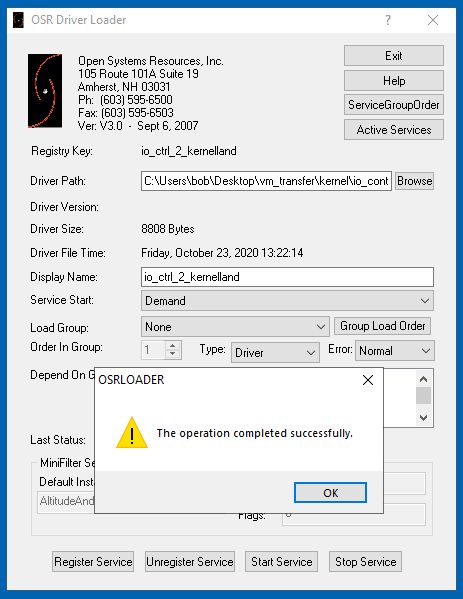 OSR Driver Loader
Open Systems Resources, Inc.
105 Route 101A Suite 19
Amherst, NH 03031
Ph: (603) 595-6500
Fax: (603) 595-6503
Ver: V3.0 - Sept 6, 2007
Exit
Help
ServiceGroupOrder
Active Services
Registry Key: io_ctrl_2_kernelland
Driver Path: C:\Users\bob\Desktop\vm_transfer\kernel\io_cont Browse
Driver Version:
Driver Size: 8808 Bytes
Driver File Time: Friday, October 23, 2020 13:22:14
Display Name: io_ctrl_2_kernelland
Service Start: Demand
Load Group: None Group Load Order
Order In Group: 1 Type: Driver Error: Normal
Depend On G
OSRLOADER
The operation completed successfully.
OK
Last Status:
MiniFilter Se
Default Inst
AltitudeAnd
Flags:
Register Service Unregister Service Start Service Stop Service